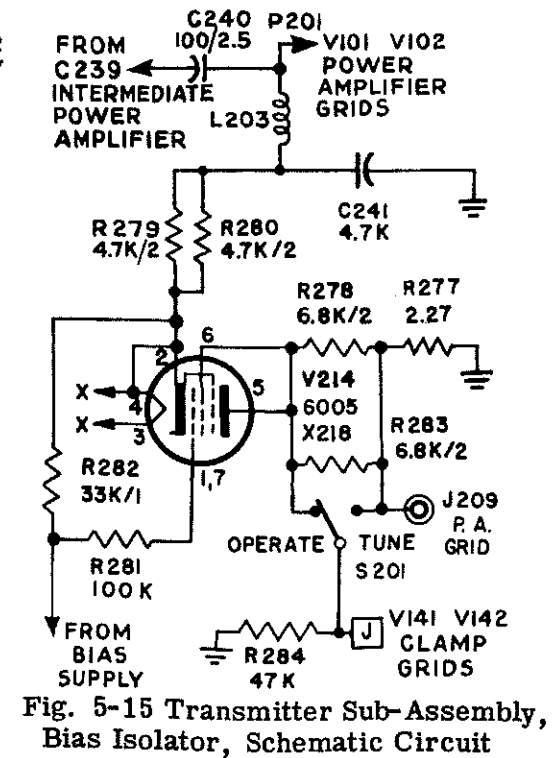 C240
100/2.5
P201
FROM
C239
INTERMEDIATE
POWER
AMPLIFIER
V101 V102
POWER
AMPLIFIER
GRIDS
L203
C241
4.7K
R279
4.7K/2
R280
4.7K/2
R278
6.8K/2
R277
2.27
2
6
X
4
X
3
5
1,7
V214
6005
X218
R283
6.8K/2
R282
33K/1
R281
100K
OPERATE
TUNE
S201
J209
P.A.
GRID
FROM
BIAS
SUPPLY
R284
47K
J
V141 V142
CLAMP
GRIDS
Fig. 5-15 Transmitter Sub-Assembly,
Bias Isolator, Schematic Circuit